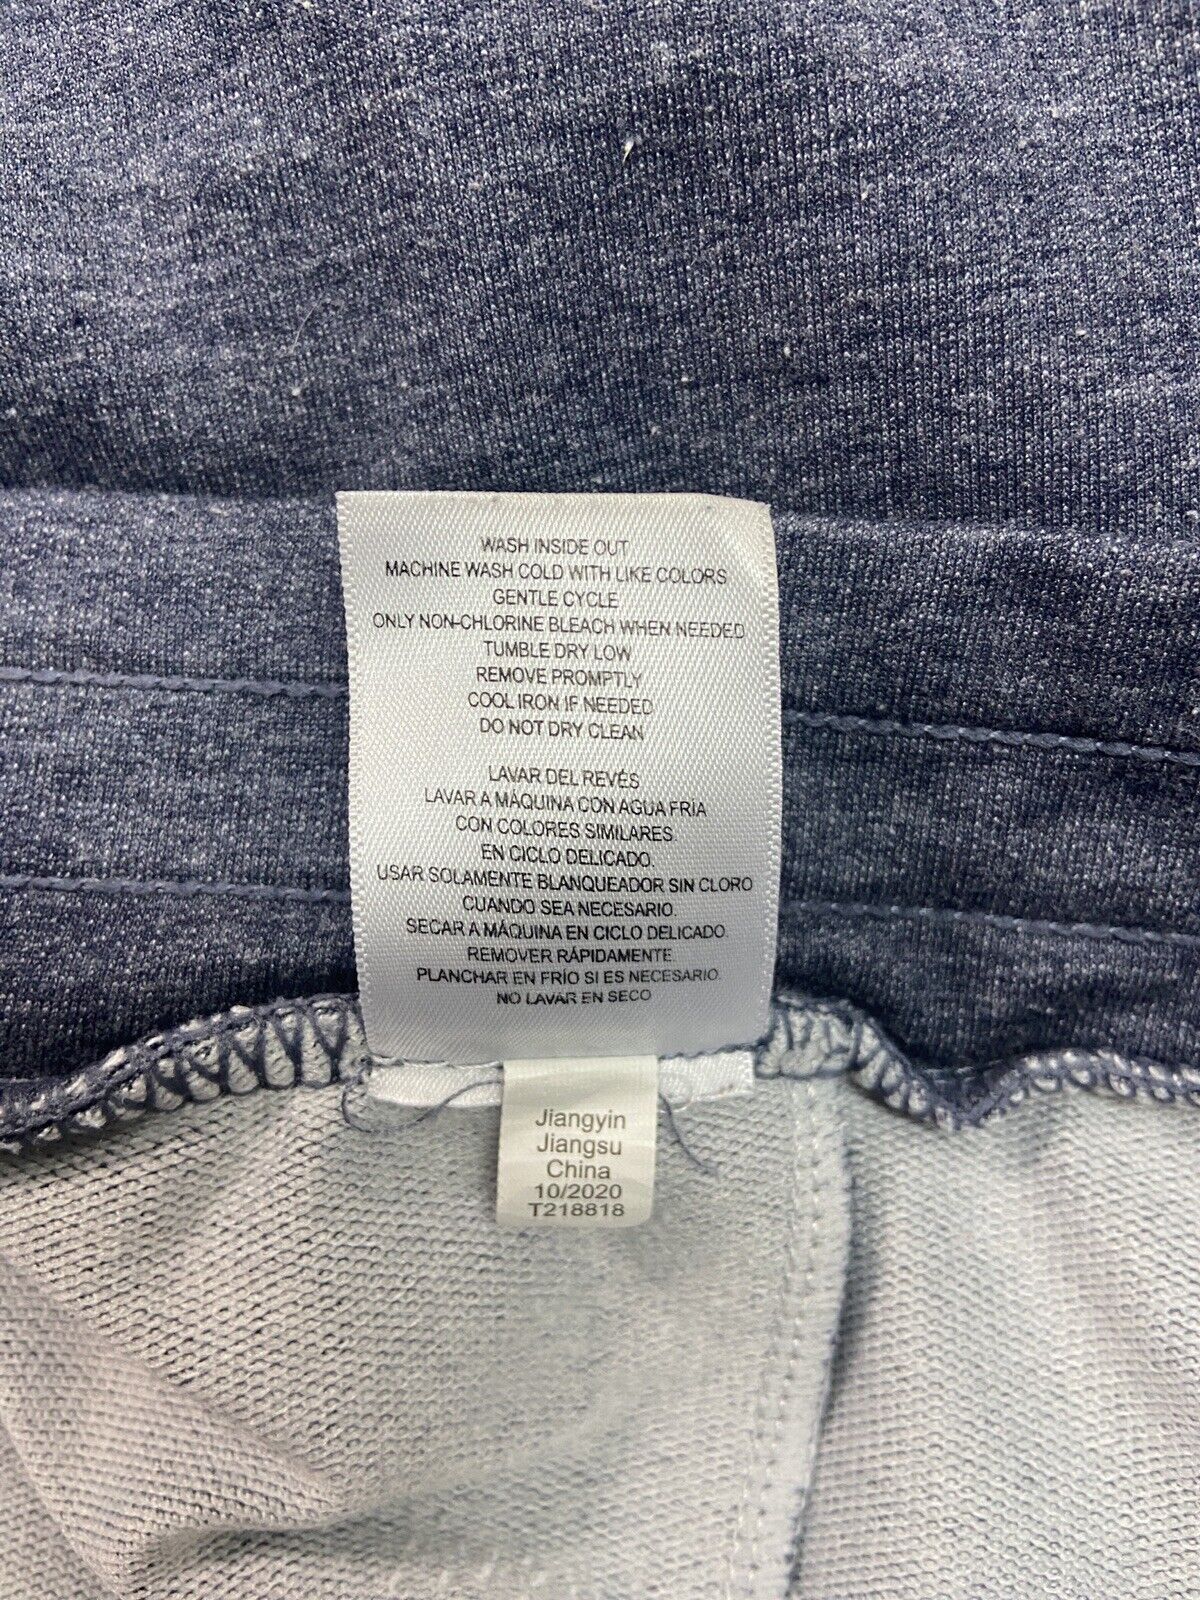 WASH INSIDE OUT
MACHINE WASH COLD WITH LIKE COLORS
GENTLE CYCLE
ONLY NON-CHLORINE BLEACH WHEN NEEDED
TUMBLE DRY LOW
REMOVE PROMPTLY
COOL IRON IF NEEDED
DO NOT DRY CLEAN
LAVAR DEL REVÉS
LAVAR A MÁQUINA CON AGUA FRÍA
CON COLORES SIMILARES.
EN CICLO DELICADO.
USAR SOLAMENTE BLANQUEADOR SIN CLORO
CUANDO SEA NECESARIO.
SECAR A MÁQUINA EN CICLO DELICADO.
REMOVER RÁPIDAMENTE.
PLANCHAR EN FRÍO SI ES NECESARIO.
NO LAVAR EN SECO
Jiangyin
Jiangsu
China
10/2020
T218818